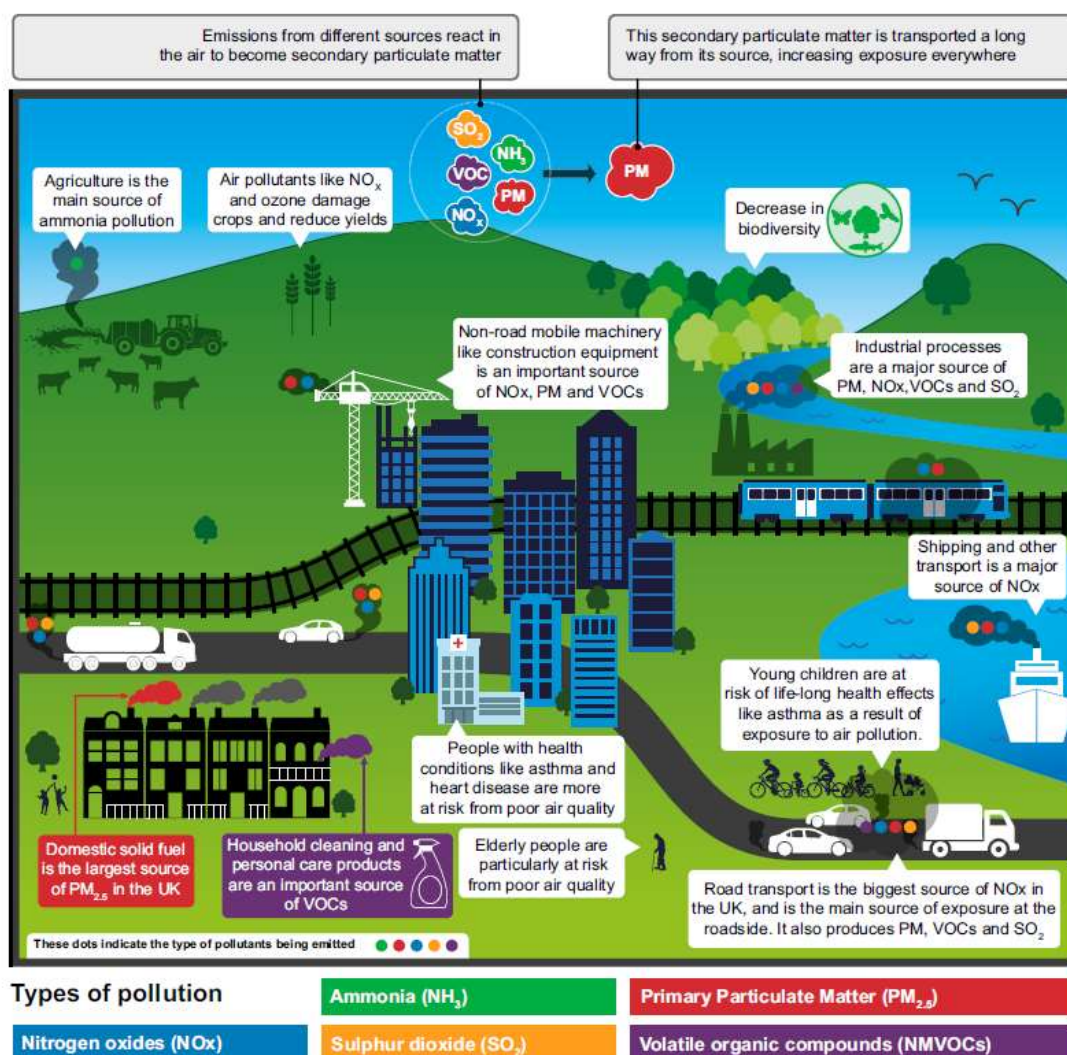 Emissions from different sources react in
the air to become secondary particulate matter
This secondary particulate matter is transported a long
way from its source, increasing exposure everywhere
SO₂
NH₃
VOC
PM
NOₓ
PM
Agriculture is the
main source of
ammonia pollution
Air pollutants like NOₓ
and ozone damage
crops and reduce yields
Decrease in
biodiversity
Non-road mobile machinery
like construction equipment
is an important source
of NOx, PM and VOCs
Industrial processes
are a major source of
PM, NOx,VOCs and SO₂
Shipping and other
transport is a major
source of NOx
Young children are at
risk of life-long health effects
like asthma as a result of
exposure to air pollution.
People with health
conditions like asthma and
heart disease are more
at risk from poor air quality
Domestic solid fuel
is the largest source
of PM₂.₅ in the UK
Household cleaning and
personal care products
are an important source
of VOCs
Elderly people are
particularly at risk
from poor air quality
Road transport is the biggest source of NOx in
the UK, and is the main source of exposure at the
roadside. It also produces PM, VOCs and SO₂
These dots indicate the type of pollutants being emitted
Types of pollution
Ammonia (NH₃)
Primary Particulate Matter (PM₂.₅)
Nitrogen oxides (NOx)
Sulphur dioxide (SO₂)
Volatile organic compounds (NMVOCs)